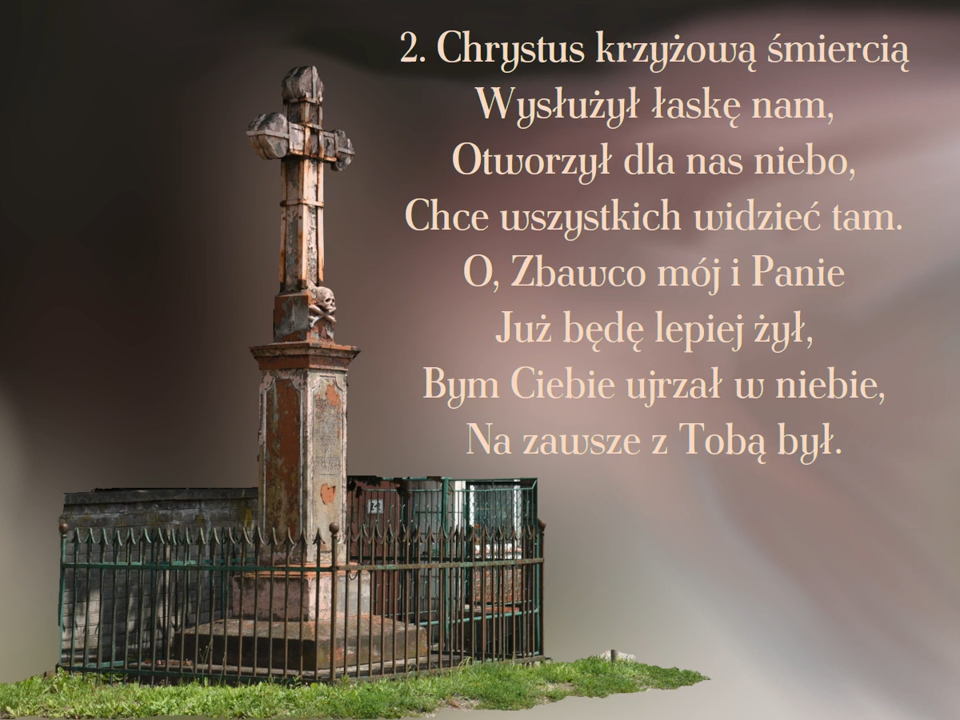 2. Chrystus krzyżową śmiercią
Wysłużył łaskę nam,
Otworzył dla nas niebo,
Chce wszystkich widzieć tam.
O, Zbawco mój i Panie
Już będę lepiej żył,
Bym Ciebie ujrzał w niebie,
Na zawsze z Tobą był.